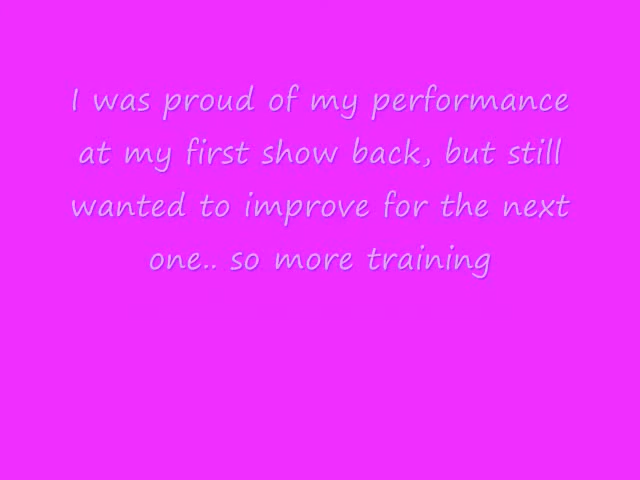 I was proud of my performance
at my first show back, but still
wanted to improve for the next
one.. so more training